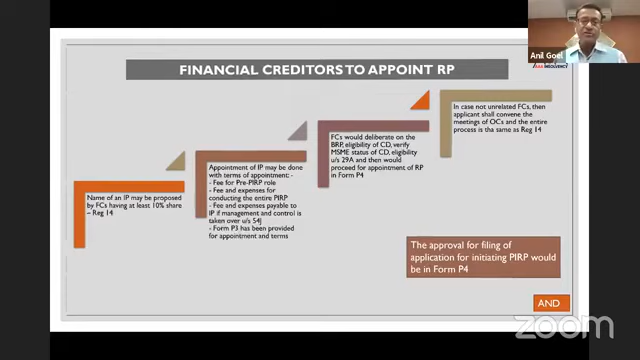 Anil Goel
FINANCIAL CREDITORS TO APPOINT RP
INSOLVENCY
In case not unrelated FCs, then
applicant shall convene the
meetings of OCs and the entire
process is tha same as Reg 14
FCs would deliberate on the
BRP, eligibility of CD, verify
MSME status of CD, eligibility
u/s 29A and then would
proceed for appointment of RP
in Form P4
Appointment of IP may be done
with terms of appointment: -
- Fee for Pre-PIRP role
- Fee and expenses for
conducting the entire PIRP
- Fee and expenses payable to
IP if management and control is
taken over u/s 54J
- Form P3 has been provided
for appointment and terms
Name of an IP may be proposed
by FCs having at least 10% share
– Reg 14
The approval for filing of
application for initiating PIRP would
be in Form P4
AND
zoom